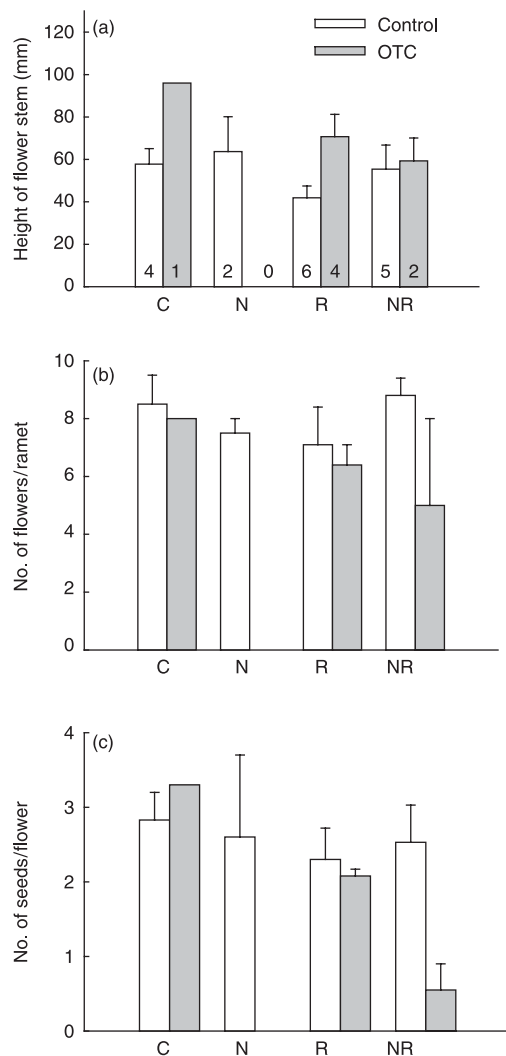 (a)
Control
OTC
Height of flower stem (mm)
120
100
80
60
40
20
0
4 1 2 0 6 4 5 2
C N R NR
(b)
No. of flowers/ramet
10
8
6
4
2
0
C N R NR
(c)
No. of seeds/flower
4
3
2
1
0
C N R NR